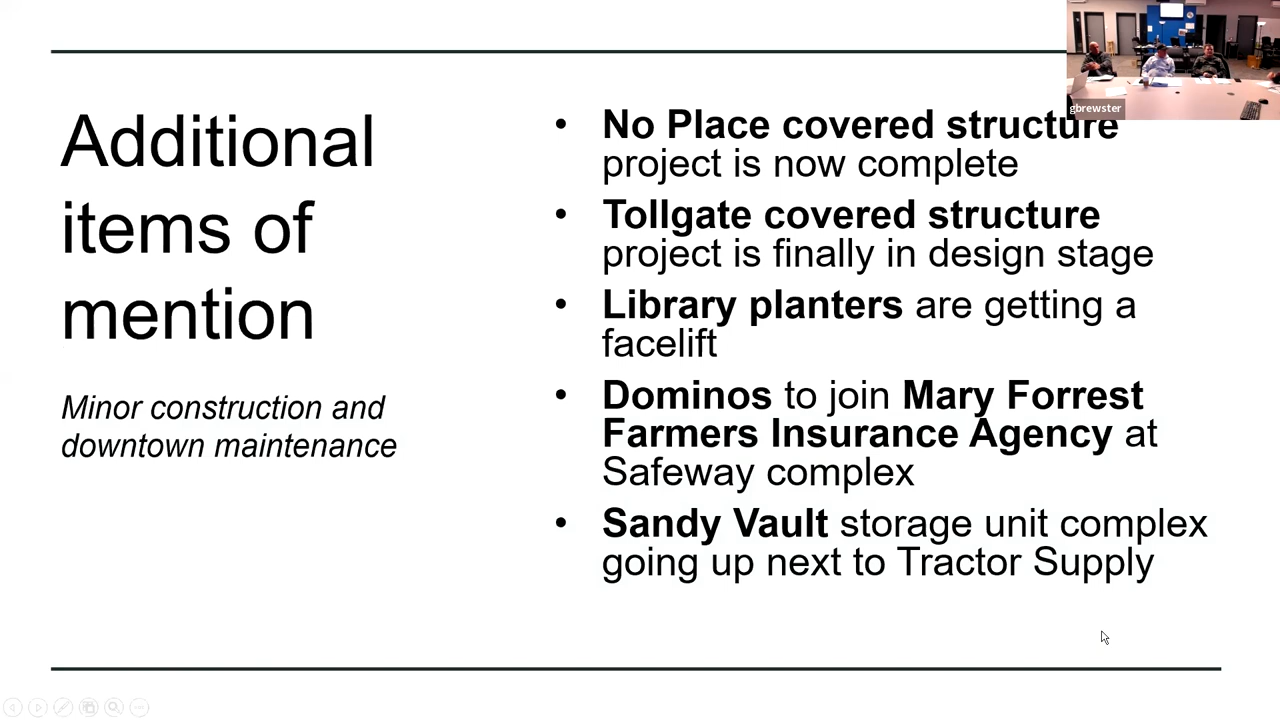 Additional
items of
mention
Minor construction and
downtown maintenance
gbrewster
• No Place covered structure
project is now complete
• Tollgate covered structure
project is finally in design stage
• Library planters are getting a
facelift
• Dominos to join Mary Forrest
Farmers Insurance Agency at
Safeway complex
• Sandy Vault storage unit complex
going up next to Tractor Supply